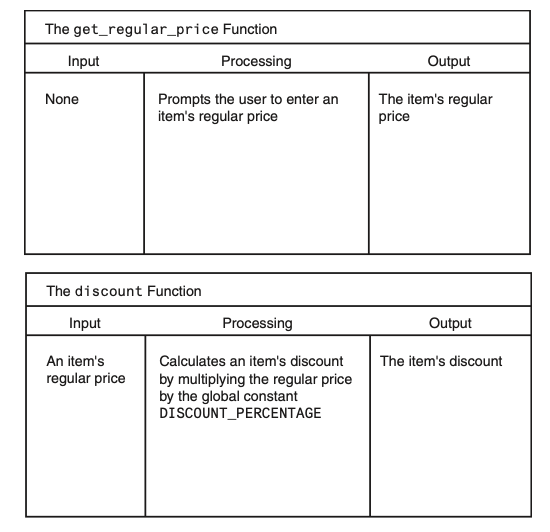 The get_regular_price Function
Input Processing Output
None
Prompts the user to enter an
item's regular price
The item's regular
price
The discount Function
Input Processing Output
An item's
regular price
Calculates an item's discount
by multiplying the regular price
by the global constant
DISCOUNT_PERCENTAGE
The item's discount